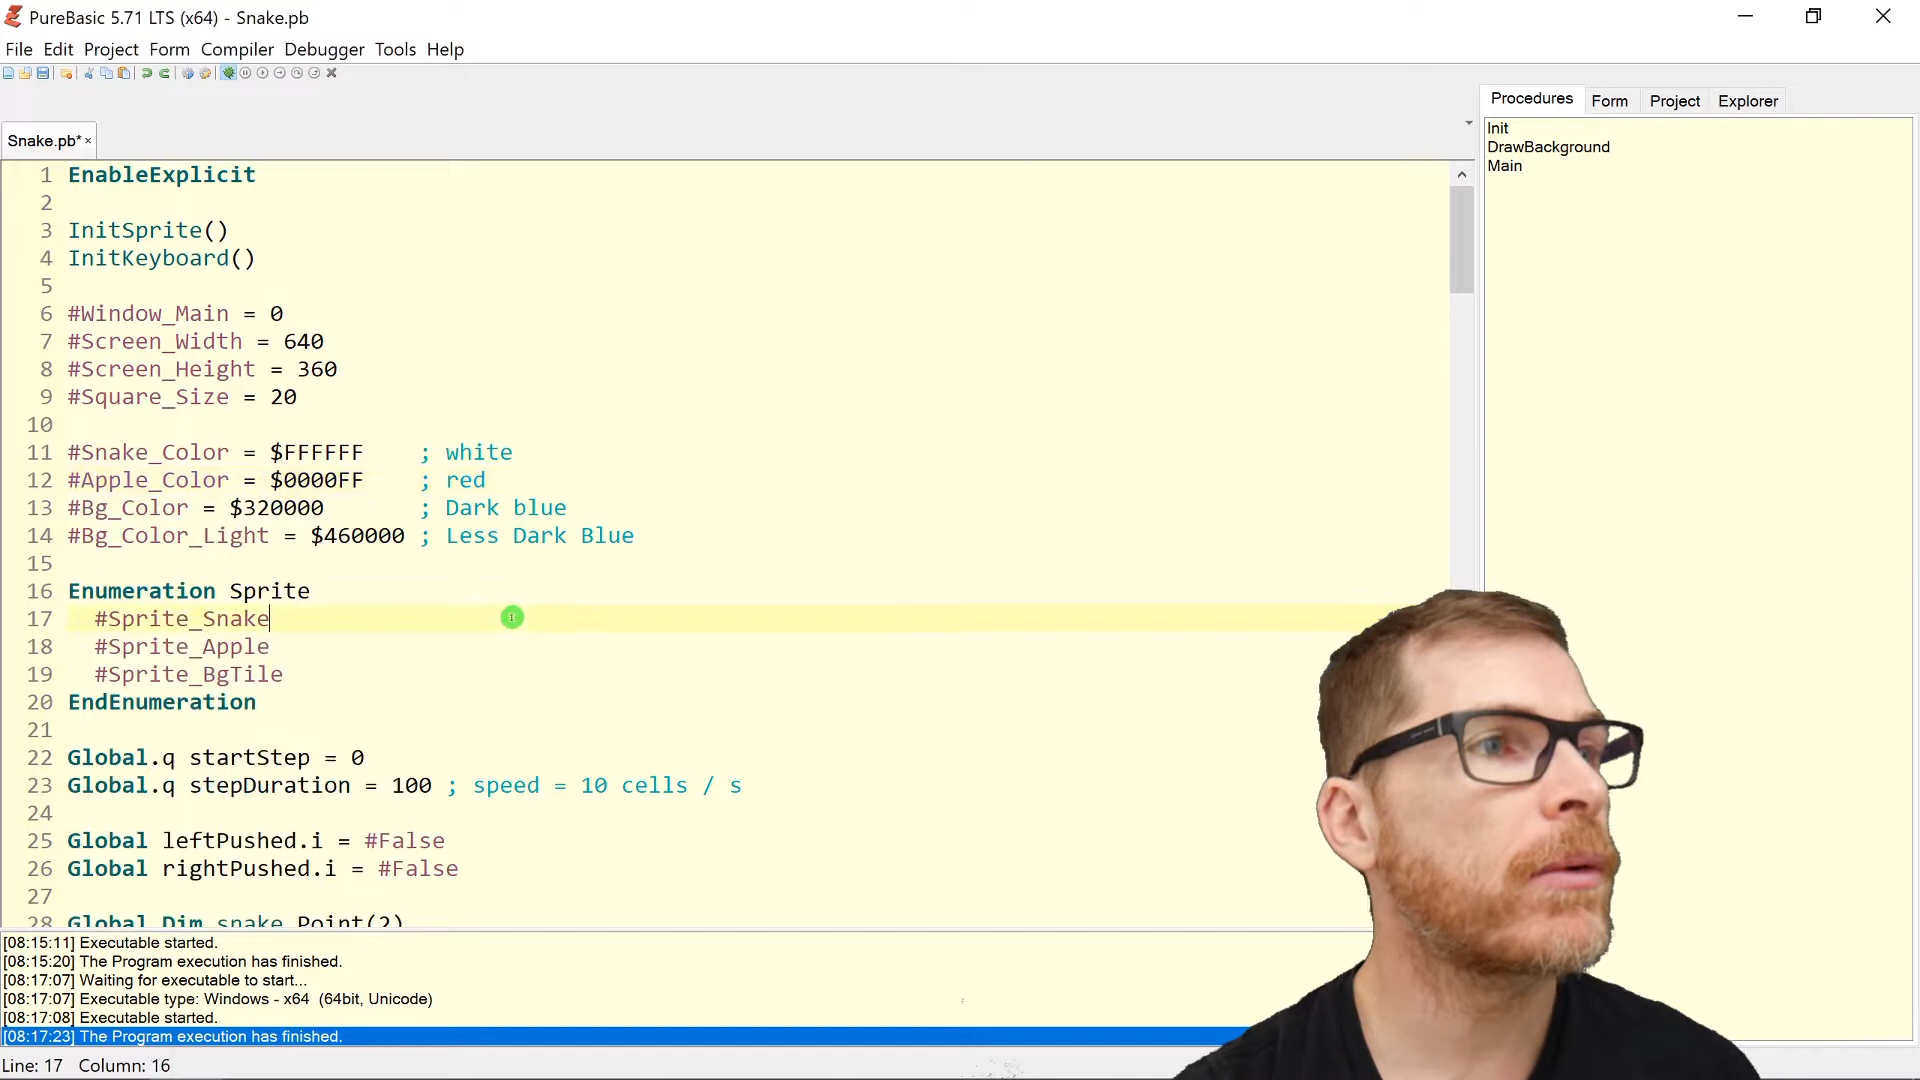 PureBasic 5.71 LTS (x64) - Snake.pb
File Edit Project Form Compiler Debugger Tools Help
Snake.pb*
1 EnableExplicit
2
3 InitSprite()
4 InitKeyboard()
5
6 #Window_Main = 0
7 #Screen_Width = 640
8 #Screen_Height = 360
9 #Square_Size = 20
10
11 #Snake_Color = $FFFFFF ; white
12 #Apple_Color = $0000FF ; red
13 #Bg_Color = $320000 ; Dark blue
14 #Bg_Color_Light = $460000 ; Less Dark Blue
15
16 Enumeration Sprite
17 #Sprite_Snake
18 #Sprite_Apple
19 #Sprite_BgTile
20 EndEnumeration
21
22 Global.q startStep = 0
23 Global.q stepDuration = 100 ; speed = 10 cells / s
24
25 Global leftPushed.i = #False
26 Global rightPushed.i = #False
27
28 Global Dim snake.Point(2)
Procedures Form Project Explorer
Init
DrawBackground
Main
[08:15:11] Executable started.
[08:15:20] The Program execution has finished.
[08:17:07] Waiting for executable to start...
[08:17:07] Executable type: Windows - x64 (64bit, Unicode)
[08:17:08] Executable started.
[08:17:23] The Program execution has finished.
Line: 17 Column: 16